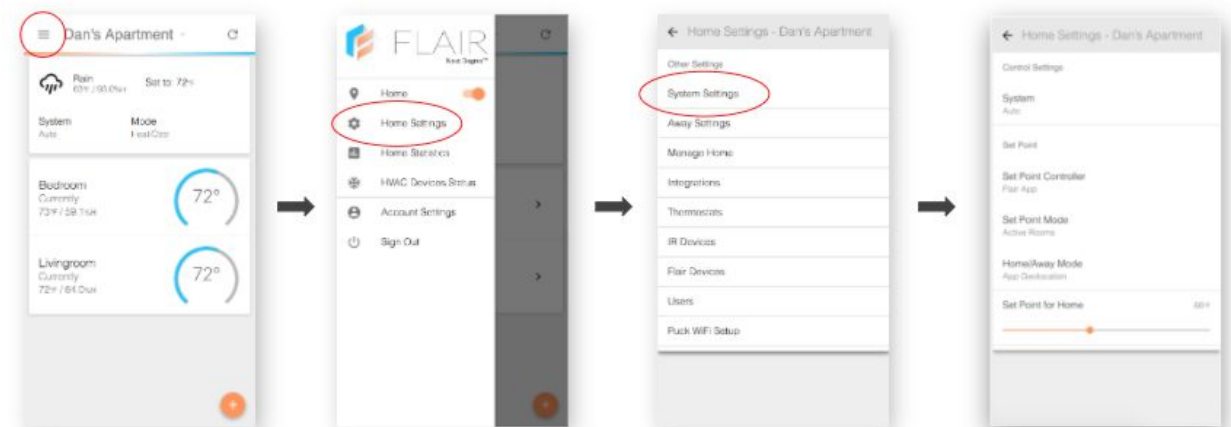 Dan's Apartment
Rain
Set to: 72°F
System
Auto
Mode
Bedroom
Currently
72°
Livingroom
Currently
72°
FLAIR
Home
Home Settings
Home Statistics
HVAC Devices Status
Account Settings
Sign Out
Home Settings - Dan's Apartment
Other Settings
System Settings
Away Settings
Manage Home
Integrations
Thermostats
IR Devices
Flair Devices
Users
Puck WiFi Setup
Home Settings - Dan's Apartment
Control Settings
System
Auto
Set Point
Set Point Controller
Flair App
Set Point Mode
Active Rooms
Home/Away Mode
App Geolocation
Set Point for Home